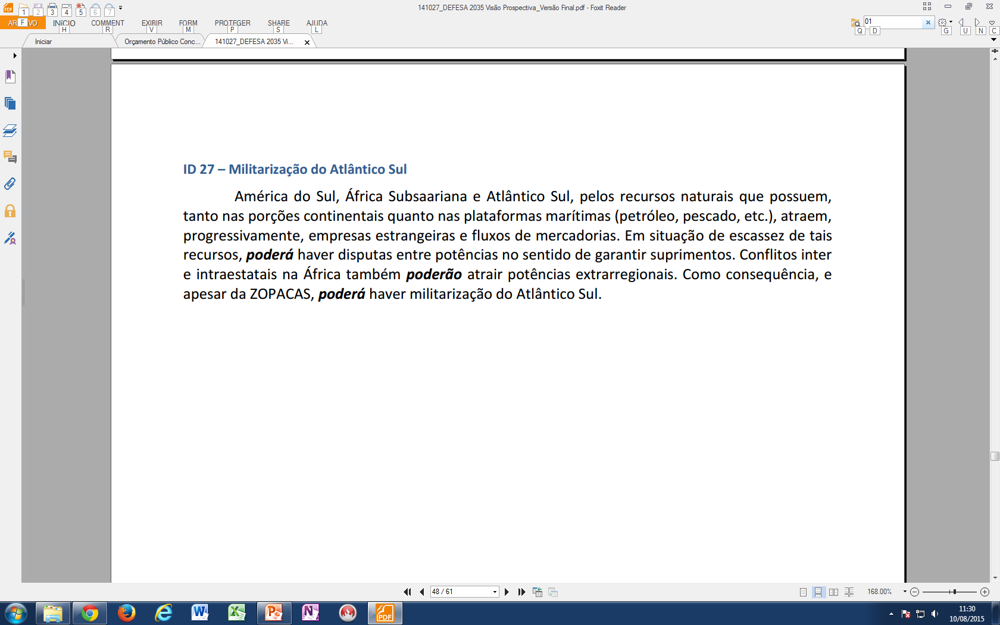 141027_DEFESA 2035 Visão Prospectiva_Versão Final.pdf - Foxit Reader
1 2 3 4 5 6 7
ARQUIVO INÍCIO COMMENT EXIBIR FORM PROTEGER SHARE AJUDA
01
F H R V M P S L Q D G U N C
Iniciar
Orçamento Público Conc...
141027_DEFESA 2035 Vi...
ID 27 – Militarização do Atlântico Sul
América do Sul, África Subsaariana e Atlântico Sul, pelos recursos naturais que possuem,
tanto nas porções continentais quanto nas plataformas marítimas (petróleo, pescado, etc.), atraem,
progressivamente, empresas estrangeiras e fluxos de mercadorias. Em situação de escassez de tais
recursos, poderá haver disputas entre potências no sentido de garantir suprimentos. Conflitos inter
e intraestatais na África também poderão atrair potências extrarregionais. Como consequência, e
apesar da ZOPACAS, poderá haver militarização do Atlântico Sul.
48 / 61
168.00%
PDF
11:30
10/08/2015